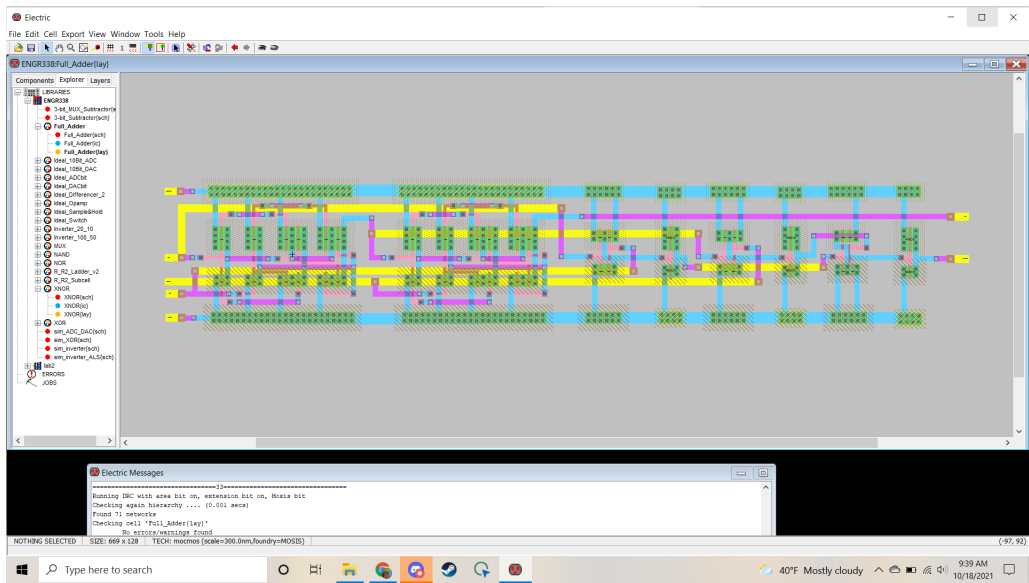 Electric
File Edit Cell Export View Window Tools Help
1
ENGR338:Full_Adder{lay}
Components Explorer Layers
LIBRARIES
ENGR338
3-bit_MUX_Subtractor{s
3-bit_Subtractor{sch}
Full_Adder
Full_Adder{sch}
Full_Adder{ic}
Full_Adder{lay}
Ideal_10Bit_ADC
Ideal_10Bit_DAC
Ideal_ADCbit
Ideal_DACbit
Ideal_Differencer_2
Ideal_Opamp
Ideal_Sample&Hold
Ideal_Switch
Inverter_20_10
Inverter_100_50
MUX
NAND
NOR
R_R2_Ladder_v2
R_R2_Subcell
XNOR
XNOR{sch}
XNOR{ic}
XNOR{lay}
XOR
sim_ADC_DAC{sch}
sim_XOR{sch}
sim_inverter{sch}
sim_inverter_ALS{sch}
lab2
ERRORS
JOBS
Electric Messages
================================33================================
Running DRC with area bit on, extension bit on, Mosis bit
Checking again hierarchy .... (0.001 secs)
Found 71 networks
Checking cell 'Full_Adder{lay}'
No errors/warnings found
NOTHING SELECTED SIZE: 669 x 128 TECH: mocmos (scale=300.0nm,foundry=MOSIS) (-97, 92)
Type here to search
40°F Mostly cloudy
9:39 AM
10/18/2021